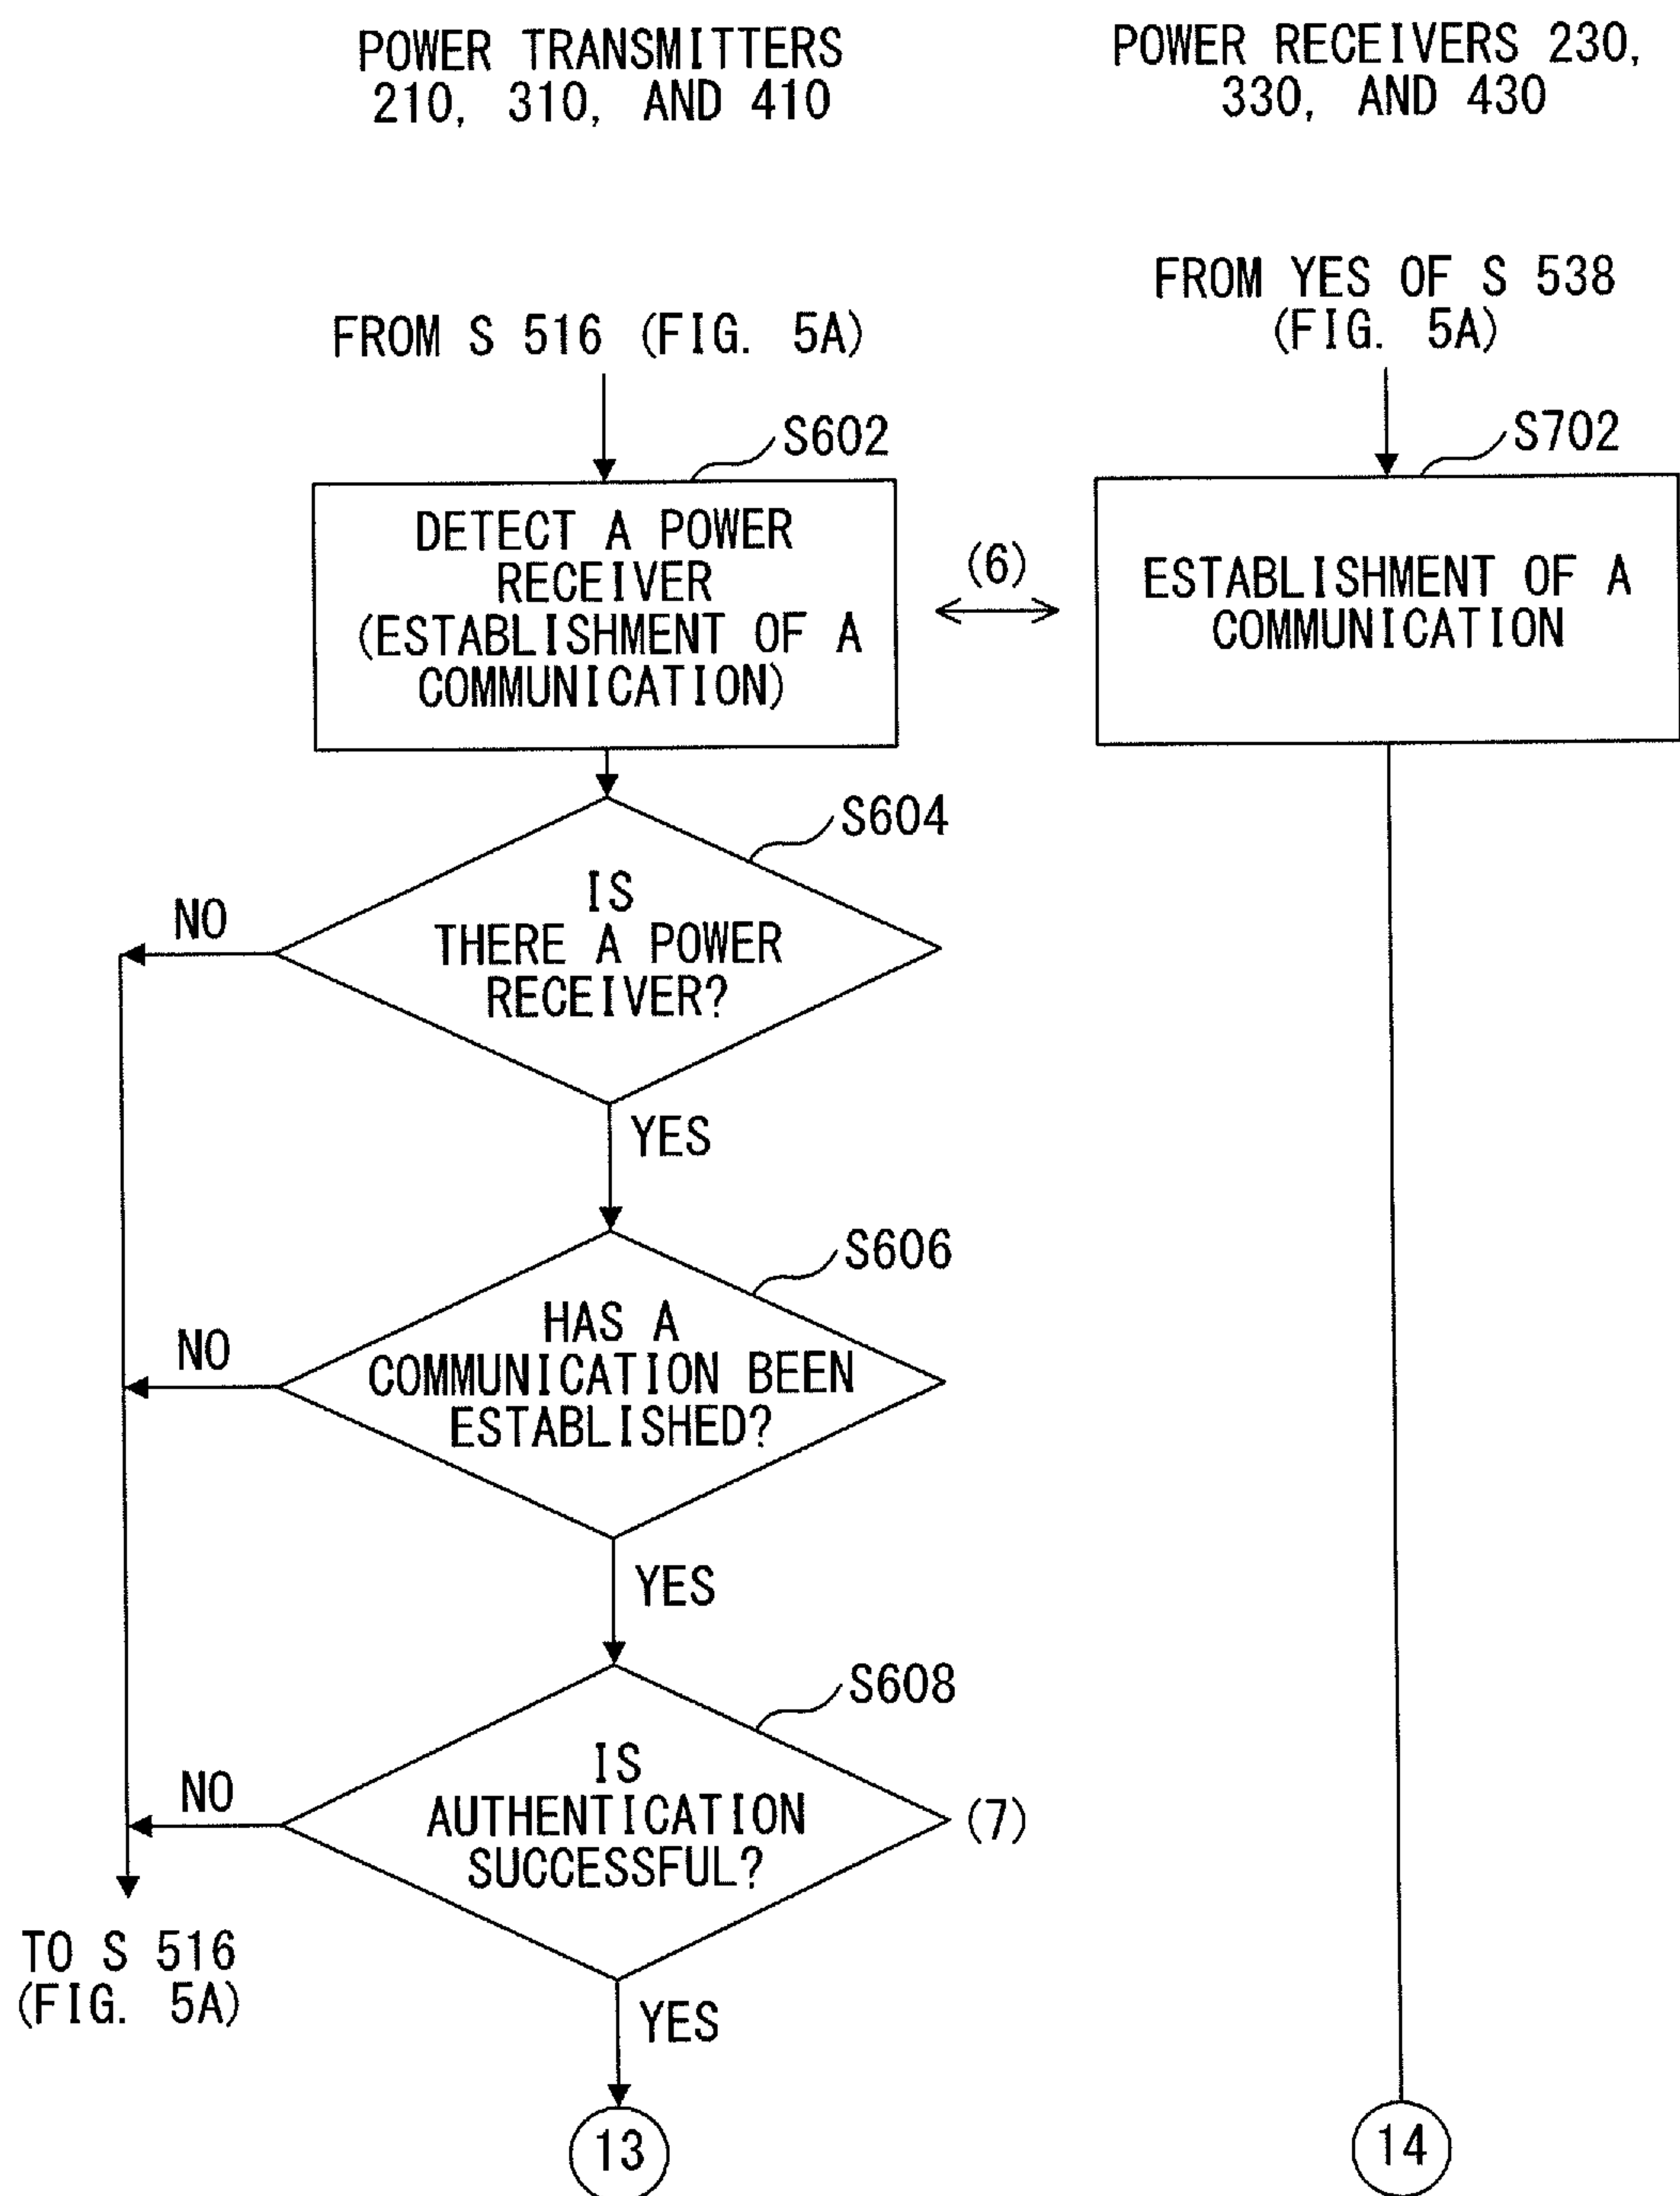 POWER TRANSMITTERS
210, 310, AND 410
POWER RECEIVERS 230,
330, AND 430
FROM S 516 (FIG. 5A)
FROM YES OF S 538
(FIG. 5A)
S602
DETECT A POWER
RECEIVER
(ESTABLISHMENT OF A
COMMUNICATION)
(6)
S702
ESTABLISHMENT OF A
COMMUNICATION
S604
IS
THERE A POWER
RECEIVER?
NO
YES
S606
HAS A
COMMUNICATION BEEN
ESTABLISHED?
NO
YES
S608
IS
AUTHENTICATION
SUCCESSFUL?
(7)
NO
TO S 516
(FIG. 5A)
YES
13
14